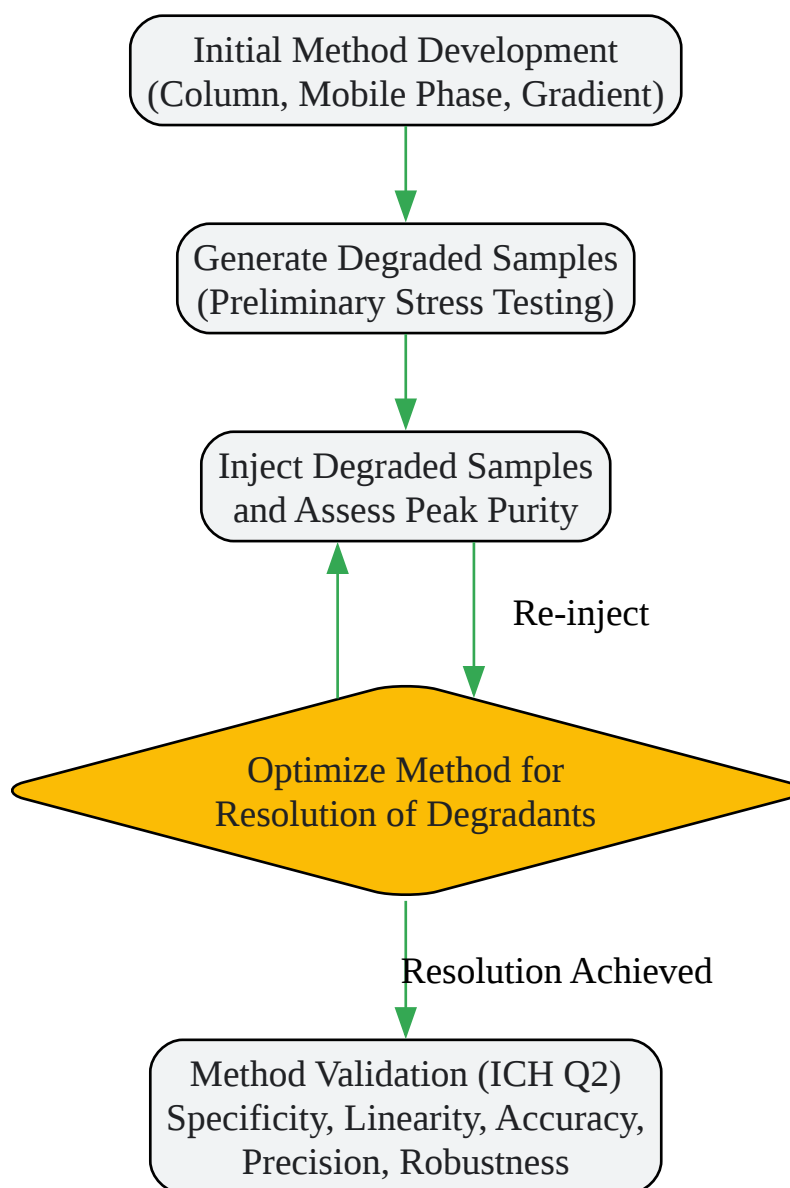 Initial Method Development
(Column, Mobile Phase, Gradient)
Generate Degraded Samples
(Preliminary Stress Testing)
Inject Degraded Samples
and Assess Peak Purity
Re-inject
Optimize Method for
Resolution of Degradants
Resolution Achieved
Method Validation (ICH Q2)
Specificity, Linearity, Accuracy,
Precision, Robustness